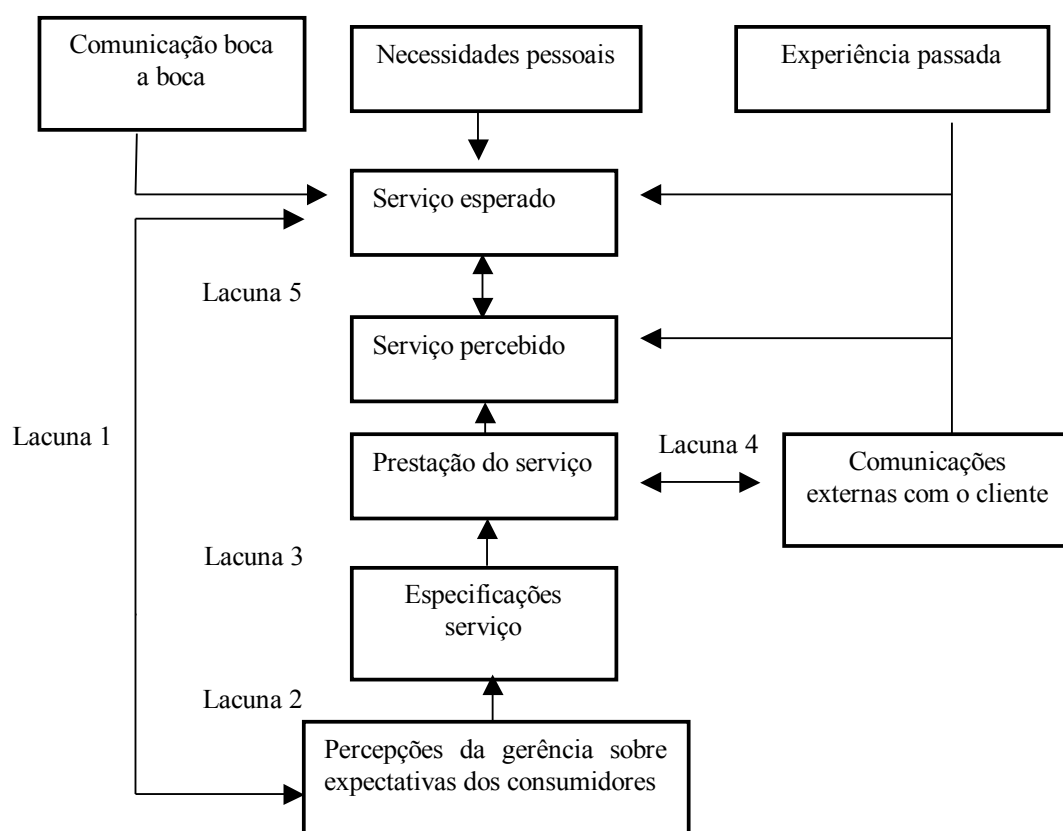 Comunicação boca
a boca
Necessidades pessoais
Experiência passada
Serviço esperado
Lacuna 5
Serviço percebido
Lacuna 1
Prestação do serviço
Lacuna 4
Comunicações
externas com o cliente
Lacuna 3
Especificações
serviço
Lacuna 2
Percepções da gerência sobre
expectativas dos consumidores